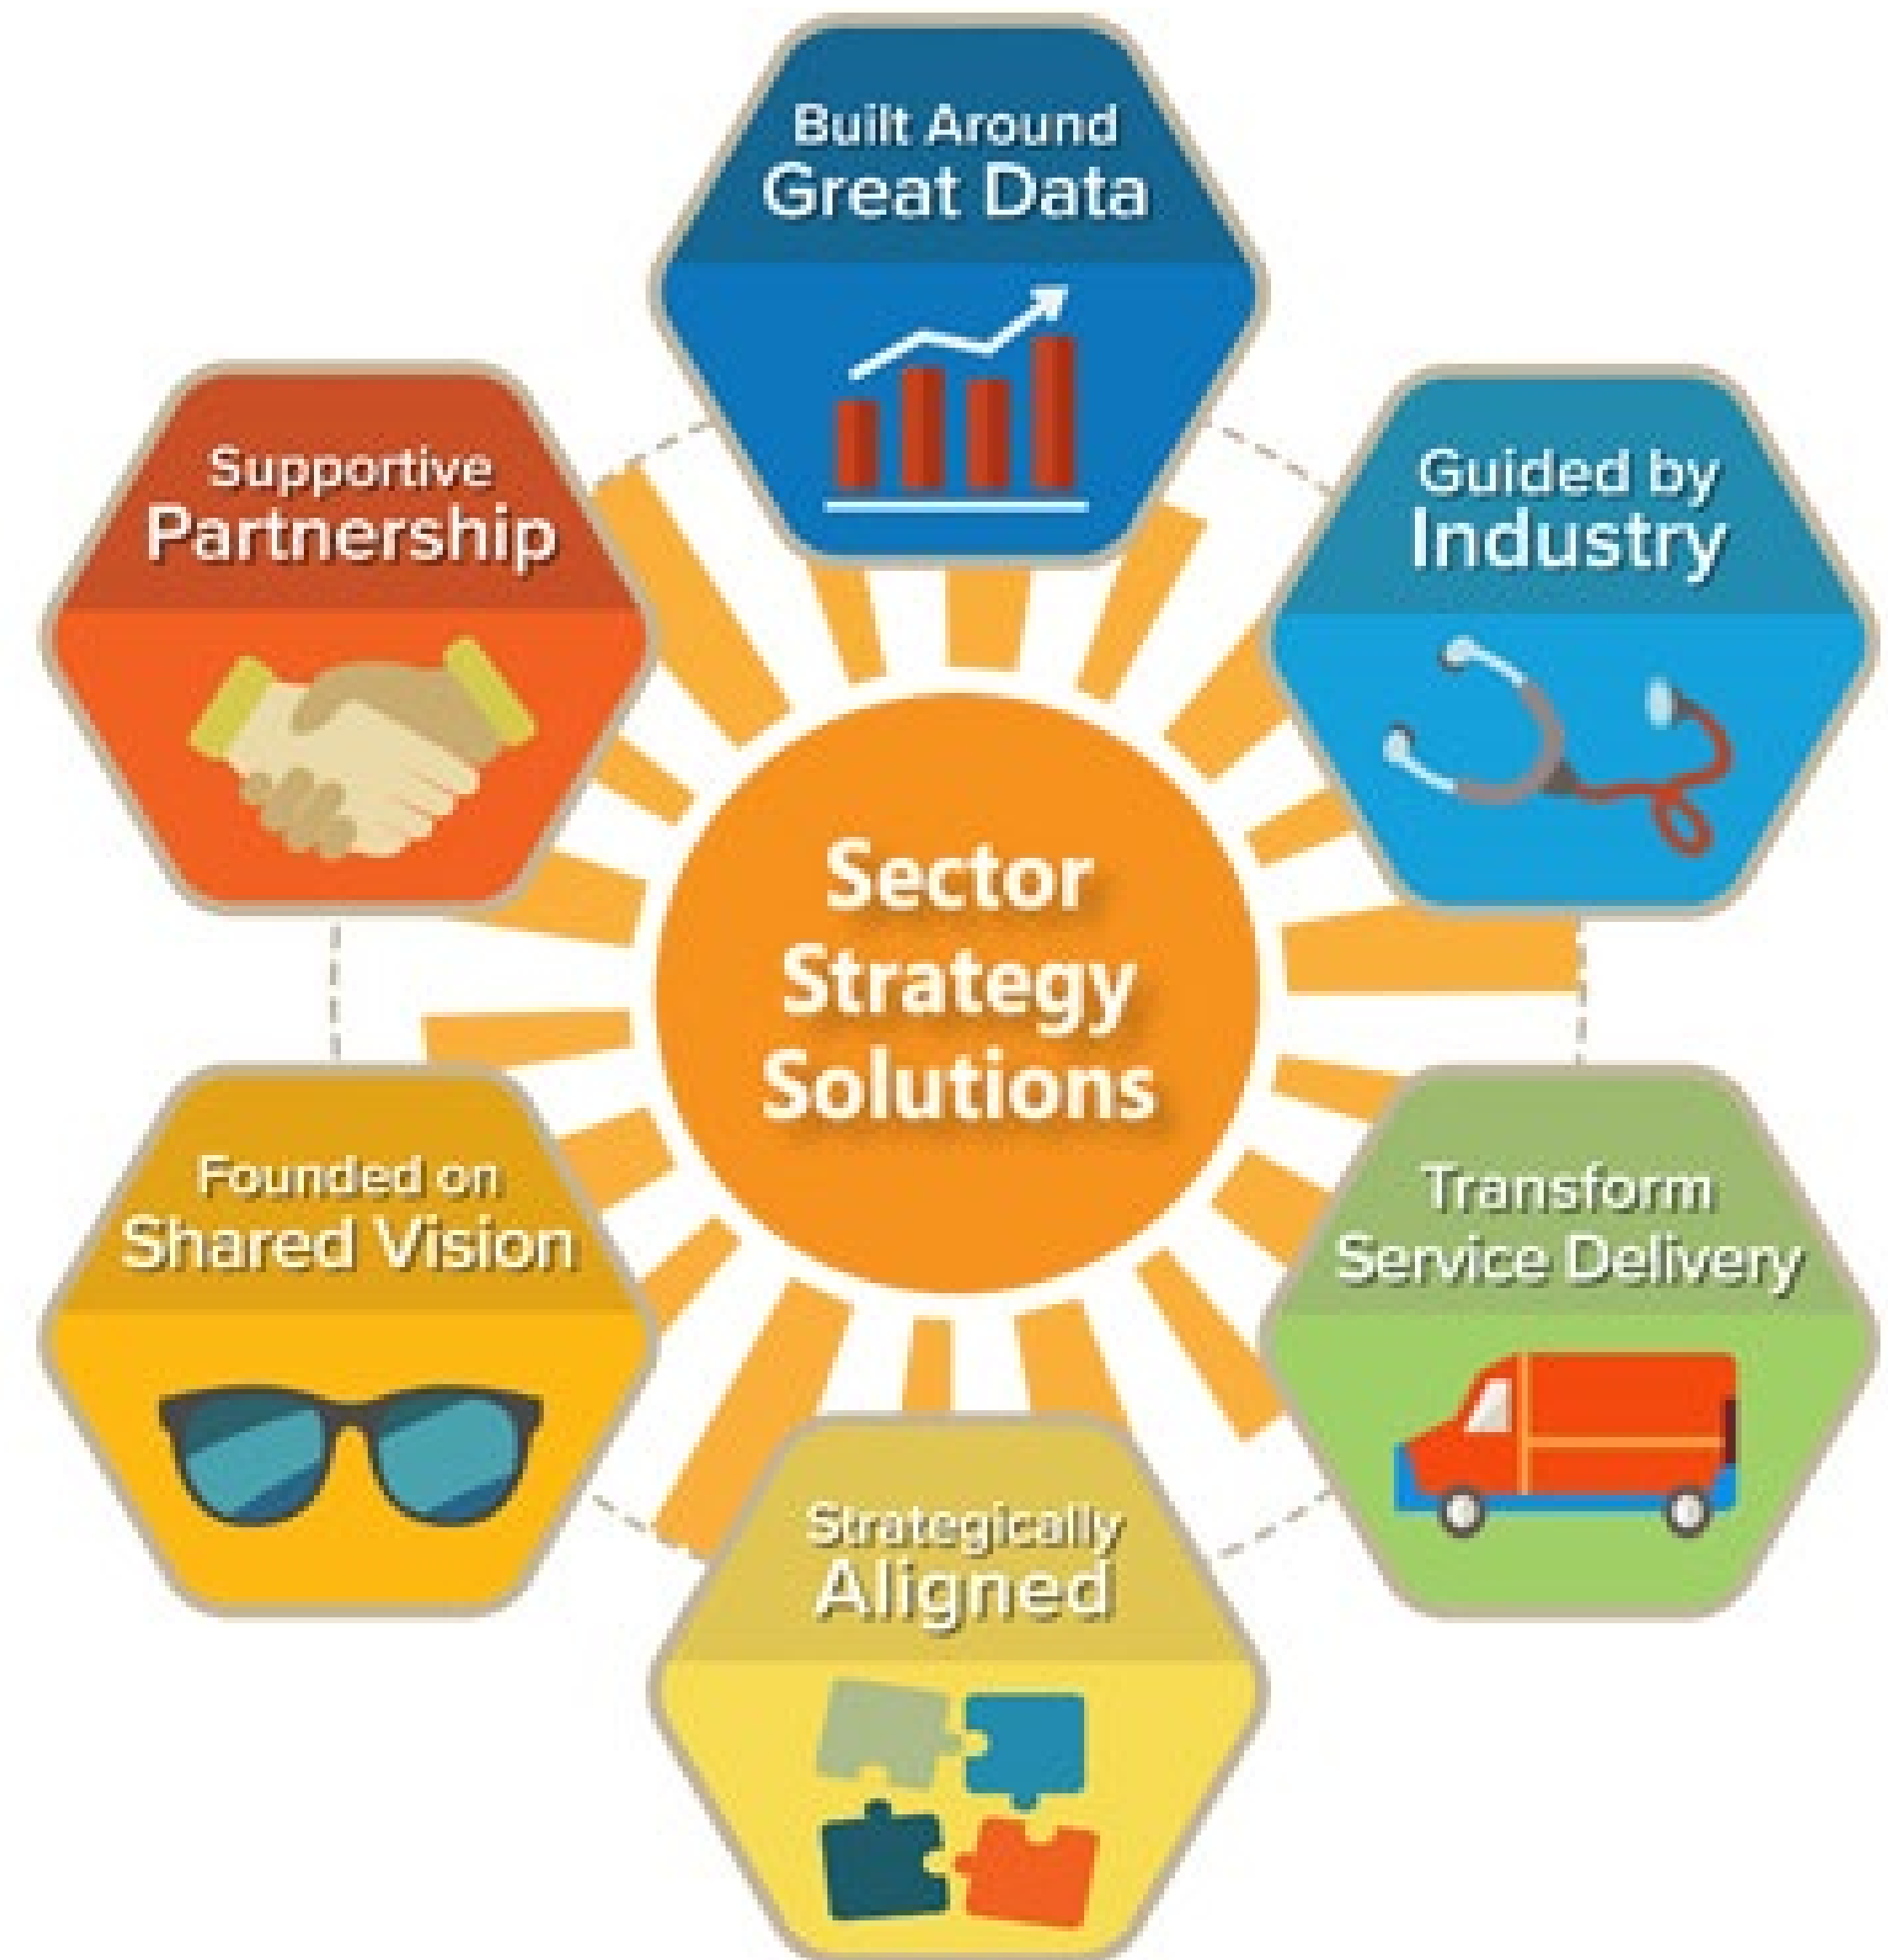 Built Around
Great Data
Guided by
Industry
Transform
Service Delivery
Strategically
Aligned
Founded on
Shared Vision
Supportive
Partnership
Sector
Strategy
Solutions